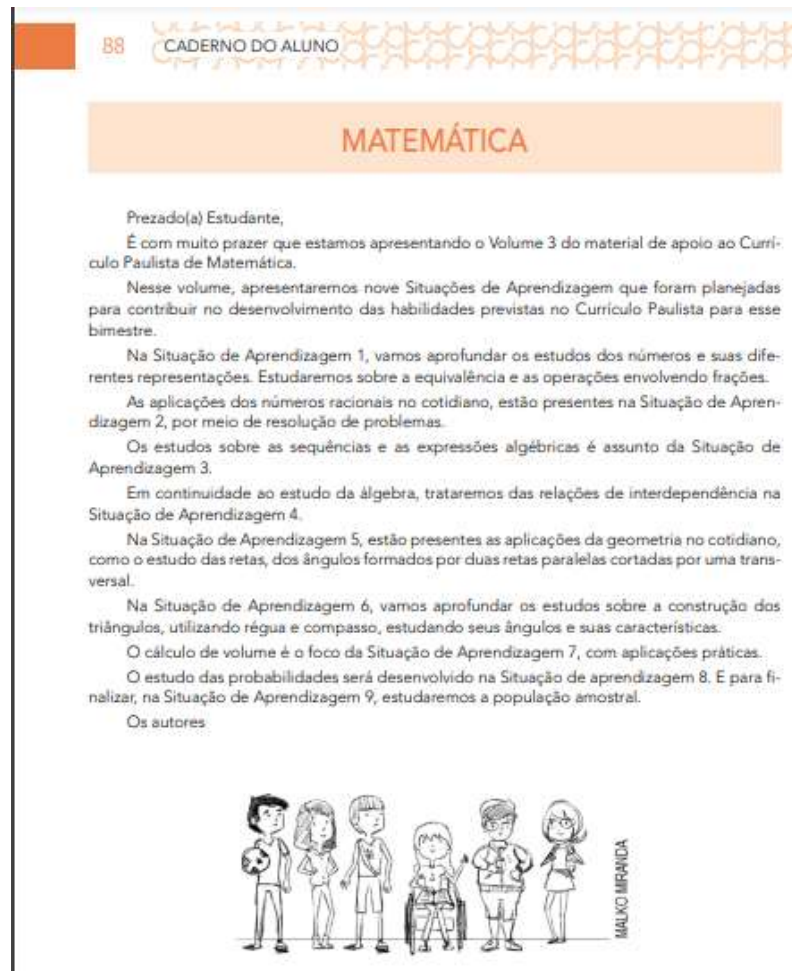 88 CADERNO DO ALUNO
MATEMÁTICA
Prezado(a) Estudante,
É com muito prazer que estamos apresentando o Volume 3 do material de apoio ao Currí-
culo Paulista de Matemática.
Nesse volume, apresentaremos nove Situações de Aprendizagem que foram planejadas
para contribuir no desenvolvimento das habilidades previstas no Currículo Paulista para esse
bimestre.
Na Situação de Aprendizagem 1, vamos aprofundar os estudos dos números e suas dife-
rentes representações. Estudaremos sobre a equivalência e as operações envolvendo frações.
As aplicações dos números racionais no cotidiano, estão presentes na Situação de Apren-
dizagem 2, por meio de resolução de problemas.
Os estudos sobre as sequências e as expressões algébricas é assunto da Situação de
Aprendizagem 3.
Em continuidade ao estudo da álgebra, trataremos das relações de interdependência na
Situação de Aprendizagem 4.
Na Situação de Aprendizagem 5, estão presentes as aplicações da geometria no cotidiano,
como o estudo das retas, dos ângulos formados por duas retas paralelas cortadas por uma trans-
versal.
Na Situação de Aprendizagem 6, vamos aprofundar os estudos sobre a construção dos
triângulos, utilizando régua e compasso, estudando seus ângulos e suas características.
O cálculo de volume é o foco da Situação de Aprendizagem 7, com aplicações práticas.
O estudo das probabilidades será desenvolvido na Situação de aprendizagem 8. E para fi-
nalizar, na Situação de Aprendizagem 9, estudaremos a população amostral.
Os autores
MALKO MIRANDA